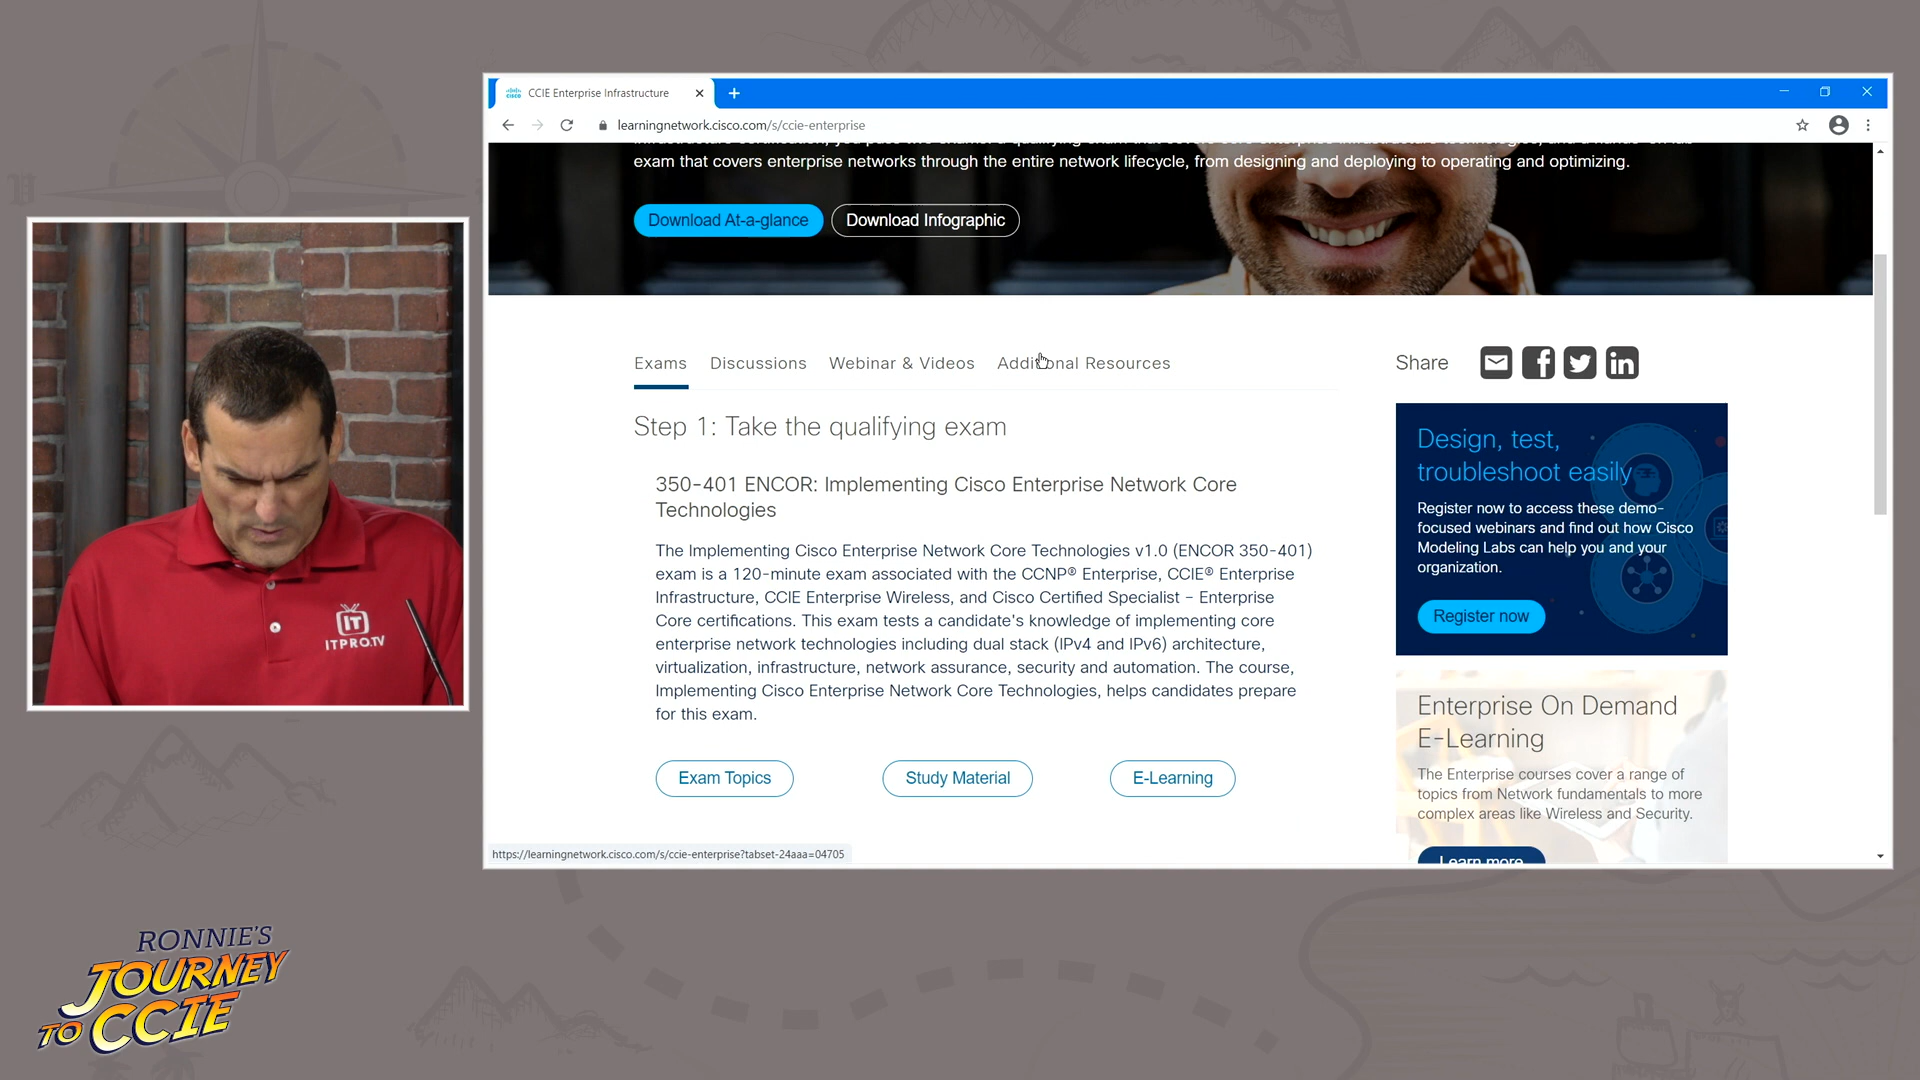 CCIE Enterprise Infrastructure
learningnetwork.cisco.com/s/ccie-enterprise
exam that covers enterprise networks through the entire network lifecycle, from designing and deploying to operating and optimizing.
Download At-a-glance
Download Infographic
Exams
Discussions
Webinar & Videos
Additional Resources
Share
Step 1: Take the qualifying exam
350-401 ENCOR: Implementing Cisco Enterprise Network Core
Technologies
The Implementing Cisco Enterprise Network Core Technologies v1.0 (ENCOR 350-401)
exam is a 120-minute exam associated with the CCNP® Enterprise, CCIE® Enterprise
Infrastructure, CCIE Enterprise Wireless, and Cisco Certified Specialist – Enterprise
Core certifications. This exam tests a candidate's knowledge of implementing core
enterprise network technologies including dual stack (IPv4 and IPv6) architecture,
virtualization, infrastructure, network assurance, security and automation. The course,
Implementing Cisco Enterprise Network Core Technologies, helps candidates prepare
for this exam.
Exam Topics
Study Material
E-Learning
Design, test,
troubleshoot easily
Register now to access these demo-
focused webinars and find out how Cisco
Modeling Labs can help you and your
organization.
Register now
Enterprise On Demand
E-Learning
The Enterprise courses cover a range of
topics from Network fundamentals to more
complex areas like Wireless and Security.
Learn more
https://learningnetwork.cisco.com/s/ccie-enterprise?tabset-24aaa=04705
IT
ITPRO.TV
RONNIE'S
JOURNEY
TO CCIE